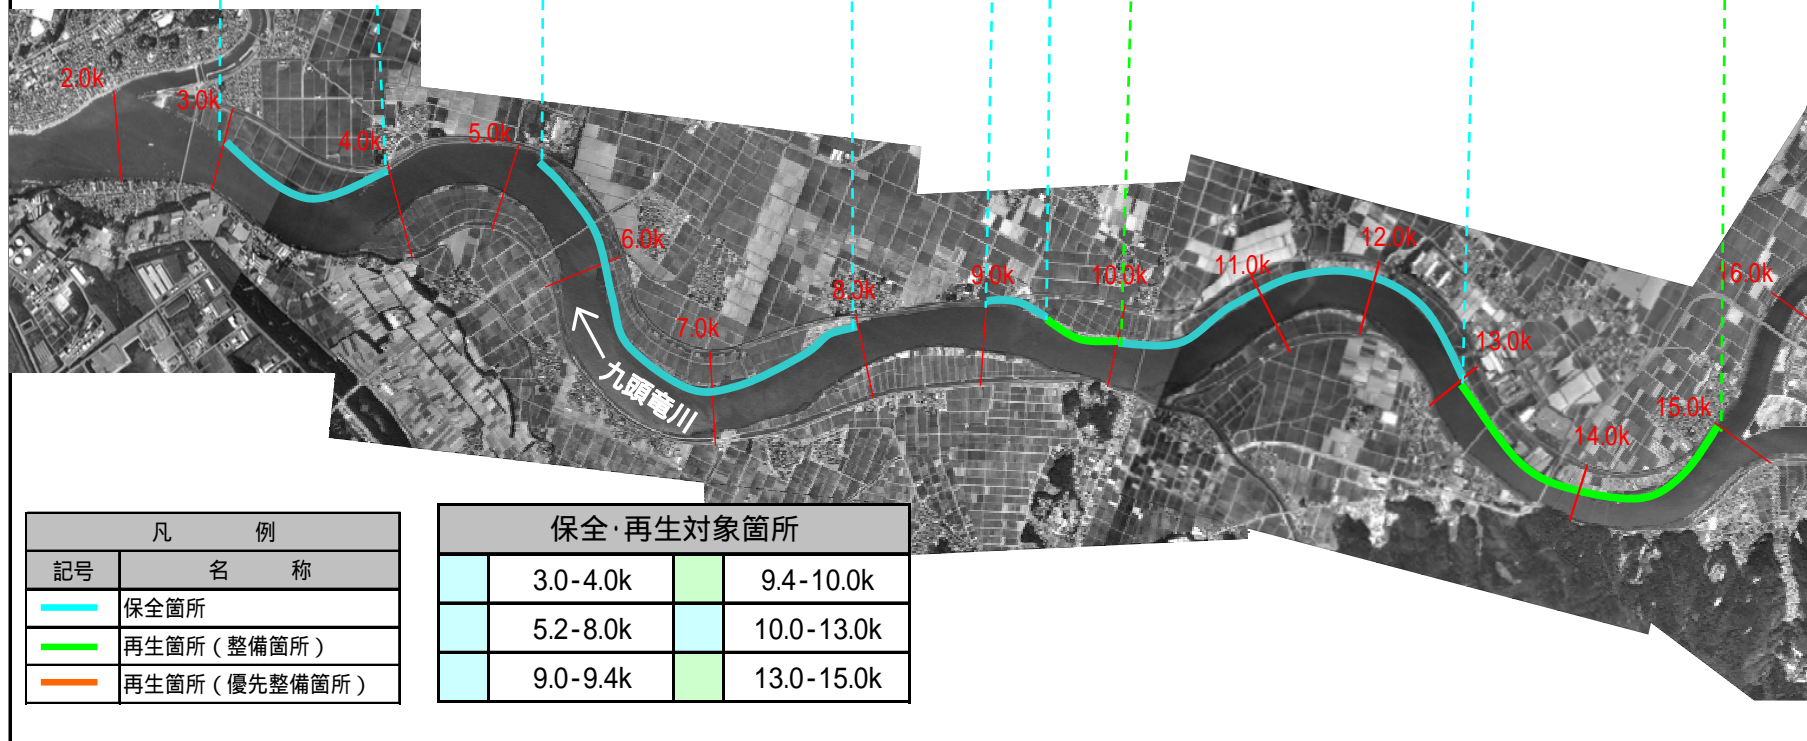 2.0k
3.0k
4.0k
5.0k
6.0k
7.0k
8.0k
9.0k
10.0k
11.0k
12.0k
13.0k
14.0k
15.0k
6.0k
九頭竜川
凡 例
記号 名 称
保全箇所
再生箇所（整備箇所）
再生箇所（優先整備箇所）
保全･再生対象箇所
3.0-4.0k 9.4-10.0k
5.2-8.0k 10.0-13.0k
9.0-9.4k 13.0-15.0k